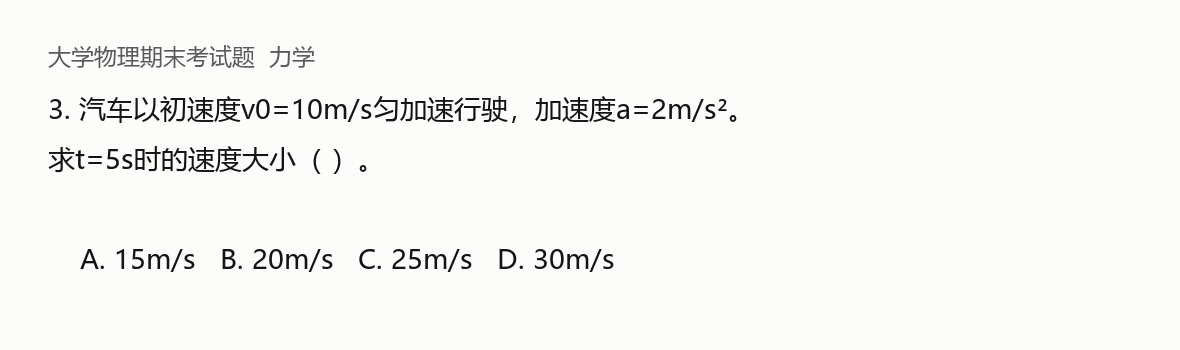 大学物理期末考试题  力学
3. 汽车以初速度v0=10m/s匀加速行驶，加速度a=2m/s²。
求t=5s时的速度大小（ ）。
A. 15m/s   B. 20m/s   C. 25m/s   D. 30m/s